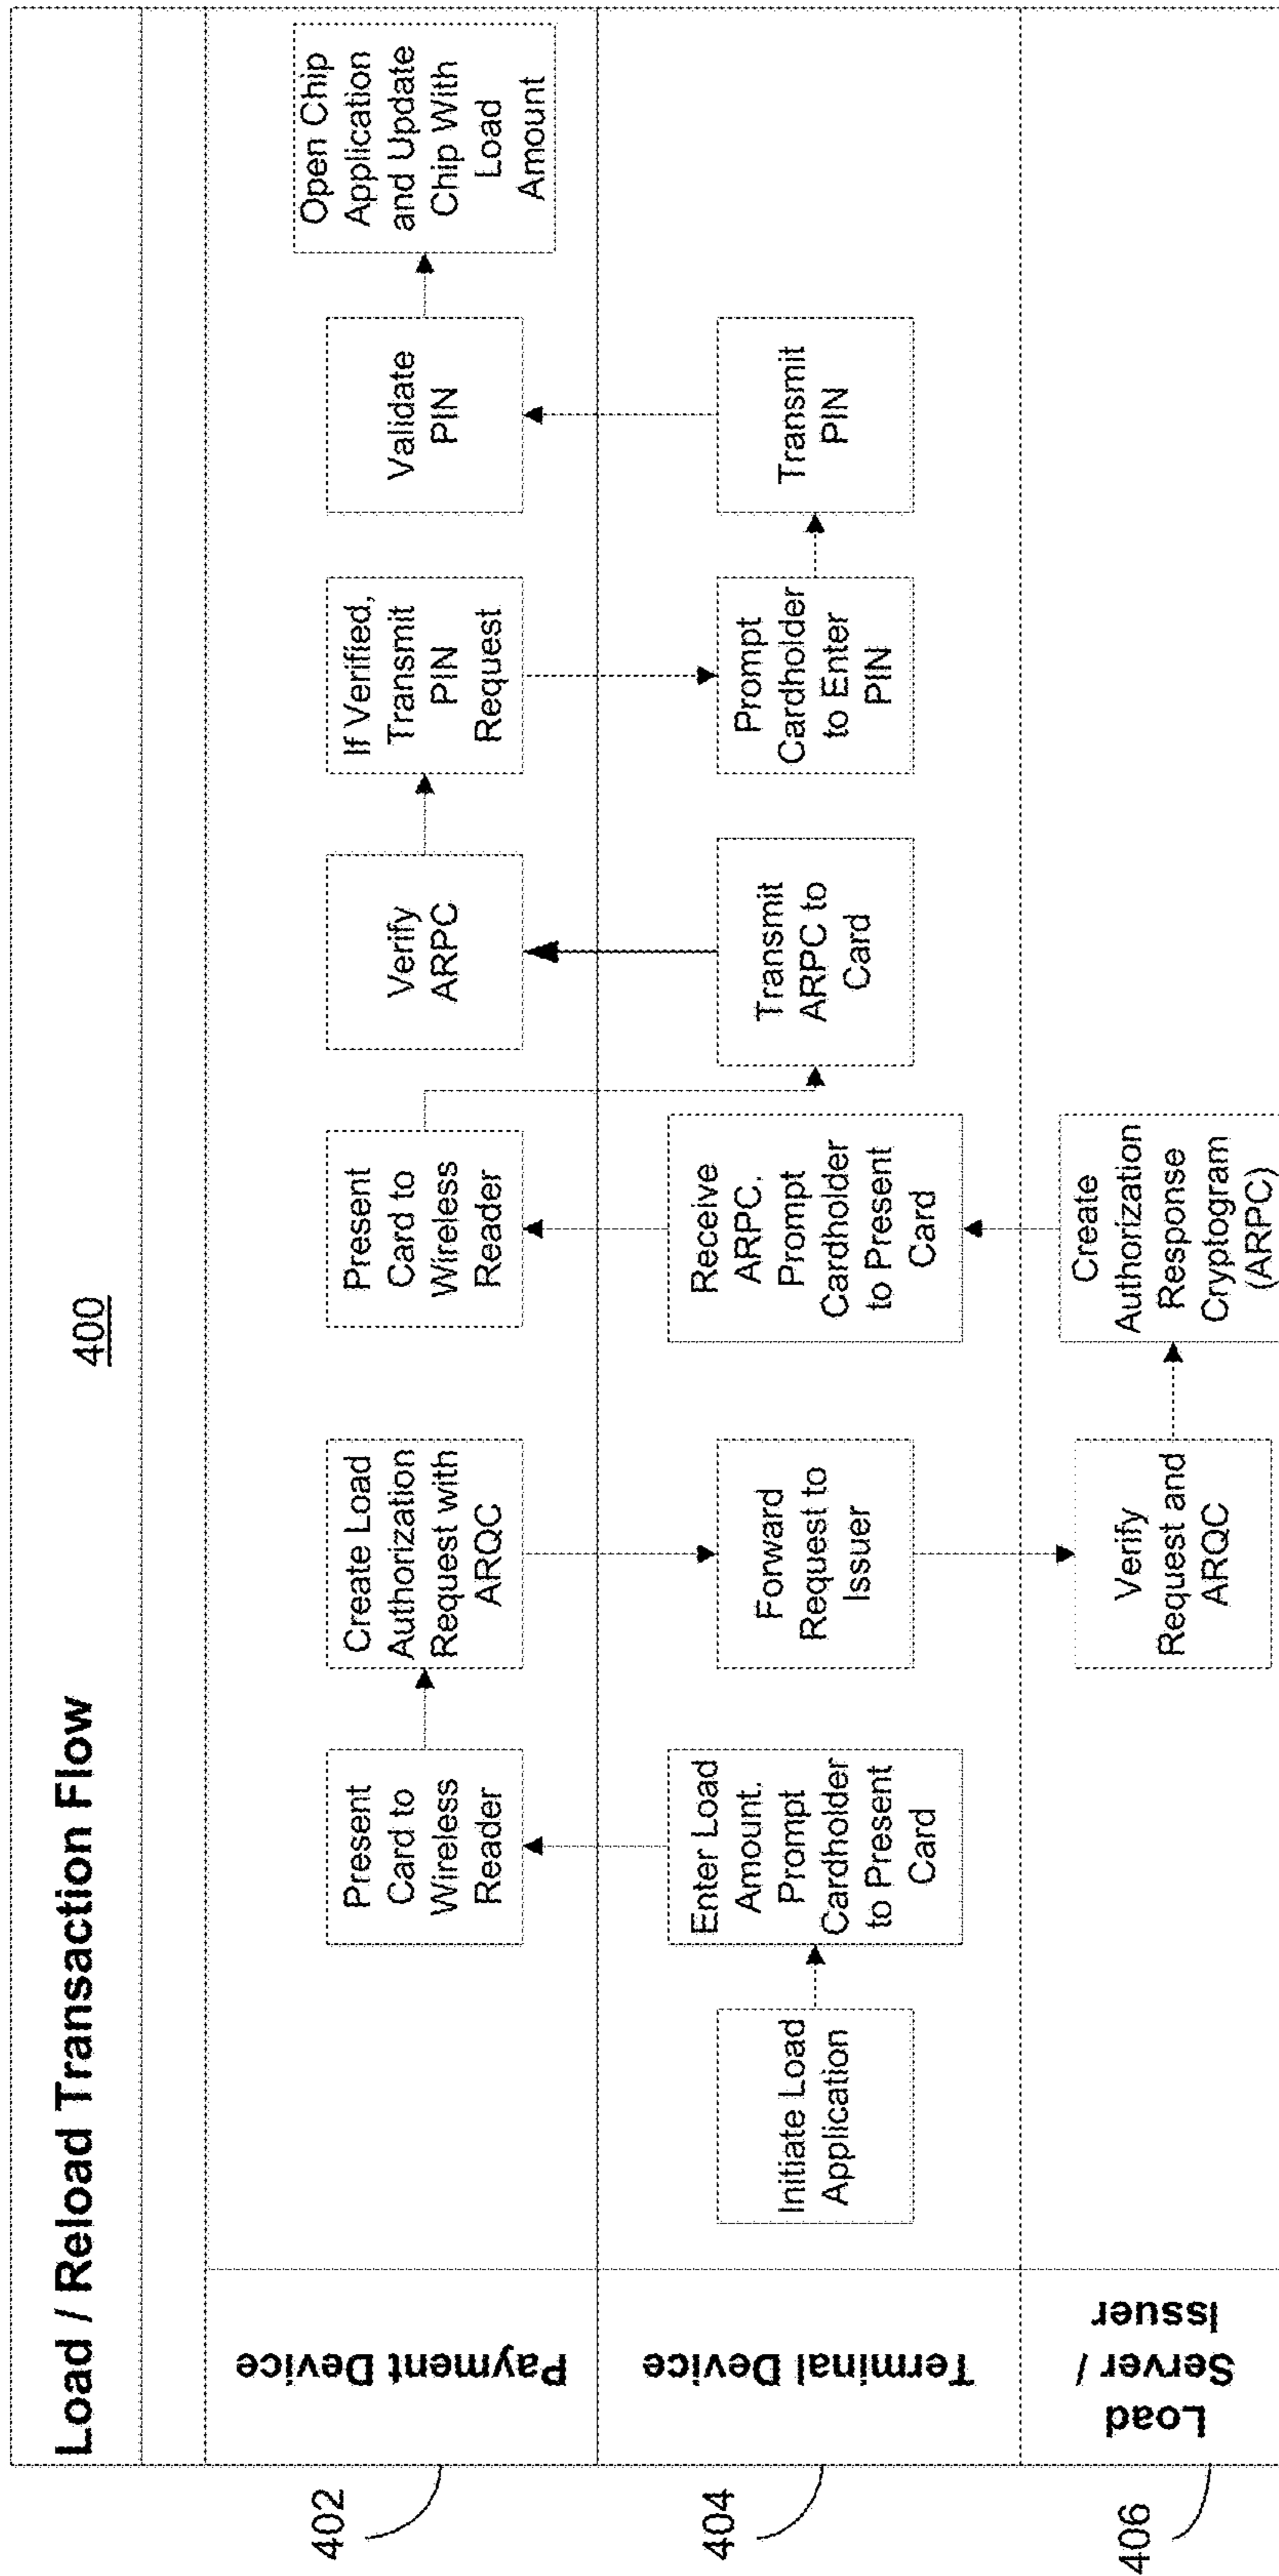 Load / Reload Transaction Flow
400
402
Payment Device
Present
Card to
Wireless
Reader
Create Load
Authorization
Request with
ARQC
Present
Card to
Wireless
Reader
Verify
ARPC
If Verified,
Transmit
PIN
Request
Validate
PIN
Open Chip
Application
and Update
Chip With
Load
Amount
404
Terminal Device
Initiate Load
Application
Enter Load
Amount. Prompt
Cardholder
to Present
Card
Forward
Request to
Issuer
Receive
ARPC.
Prompt
Cardholder
to Present
Card
Transmit
ARPC to
Card
Prompt
Cardholder
to Enter
PIN
Transmit
PIN
406
Load
Server /
Issuer
Verify
Request and
ARQC
Create
Authorization
Response
Cryptogram
(ARPC)